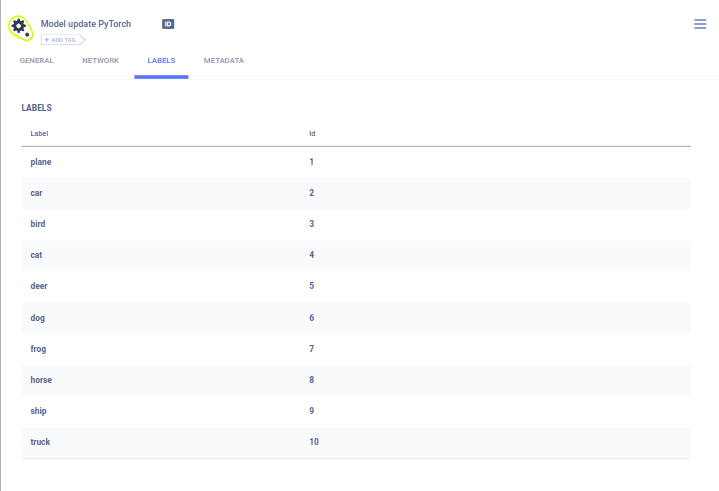 Model update PyTorch ID
+ ADD TAG
GENERAL NETWORK LABELS METADATA
LABELS
Label Id
plane 1
car 2
bird 3
cat 4
deer 5
dog 6
frog 7
horse 8
ship 9
truck 10